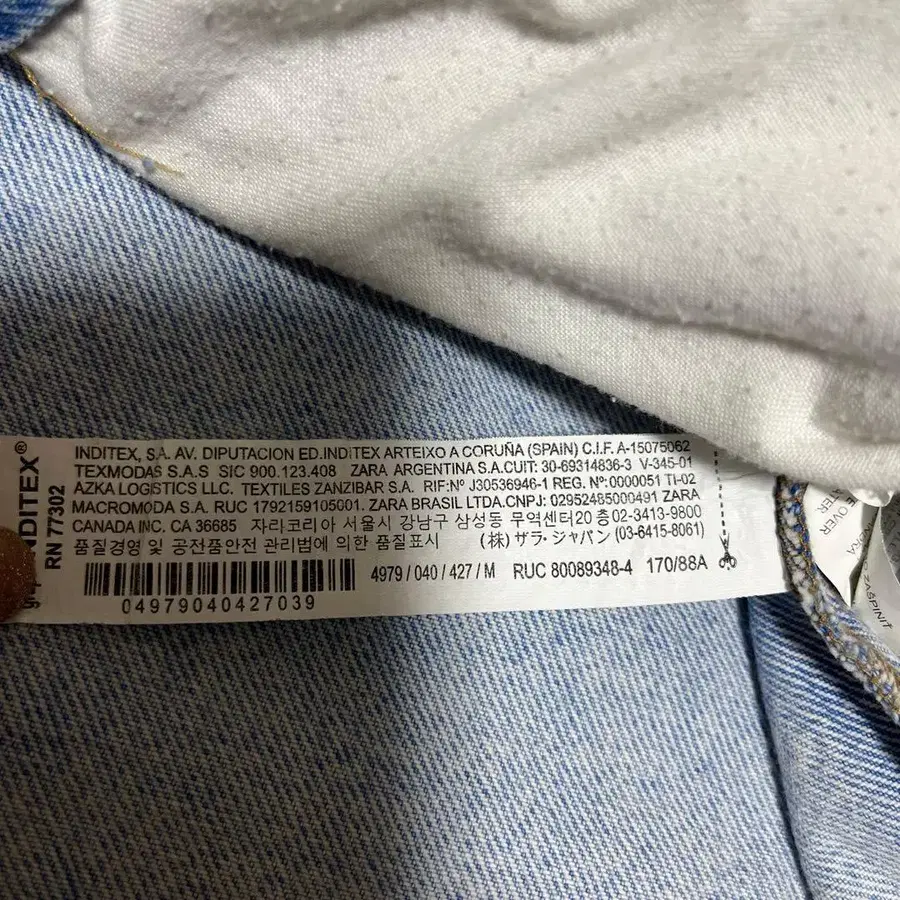 INDITEX®
RN 77302
INDITEX, S.A. AV. DIPUTACION ED.INDITEX ARTEIXO A CORUÑA (SPAIN) C.I.F. A-15075062
TEXMODAS S.A.S SIC 900.123.408 ZARA ARGENTINA S.A.CUIT: 30-69314836-3 V-345-01
AZKA LOGISTICS LLC. TEXTILES ZANZIBAR S.A. RIF:Nº J30536946-1 REG. Nº:0000051 TI-02
MACROMODA S.A. RUC 1792159105001. ZARA BRASIL LTDA.CNPJ: 02952485000491 ZARA
CANADA INC. CA 36685 자라코리아 서울시 강남구 삼성동 무역센터20 층02-3413-9800
품질경영 및 공전품안전 관리법에 의한 품질표시 (株) ザラ・ジャパン (03-6415-8061)
4979 / 040 / 427 / M RUC 80089348-4 170/88A
04979040427039
OVER
ZAŠPINIT